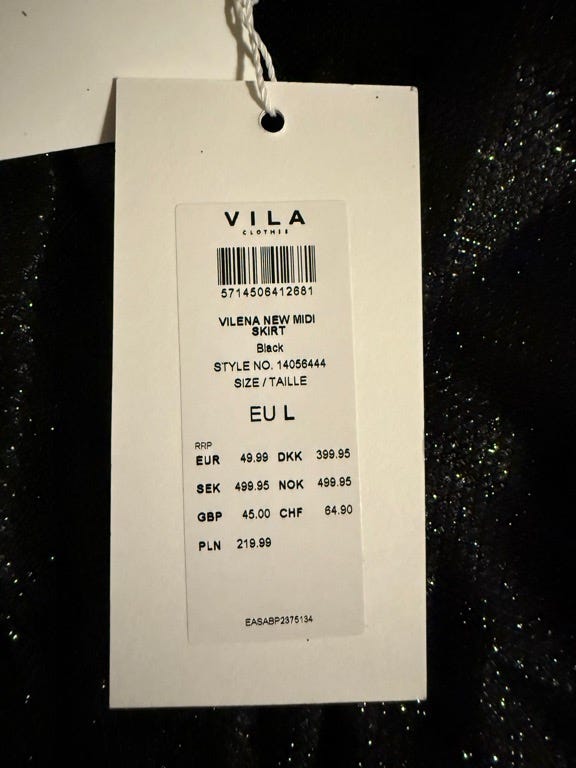 VILA
CLOTHES
5714506412681
VILENA NEW MIDI
SKIRT
Black
STYLE NO. 14056444
SIZE / TAILLE
EU L
RRP
EUR 49.99 DKK 399.95
SEK 499.95 NOK 499.95
GBP 45.00 CHF 64.90
PLN 219.99
EASABP2375134